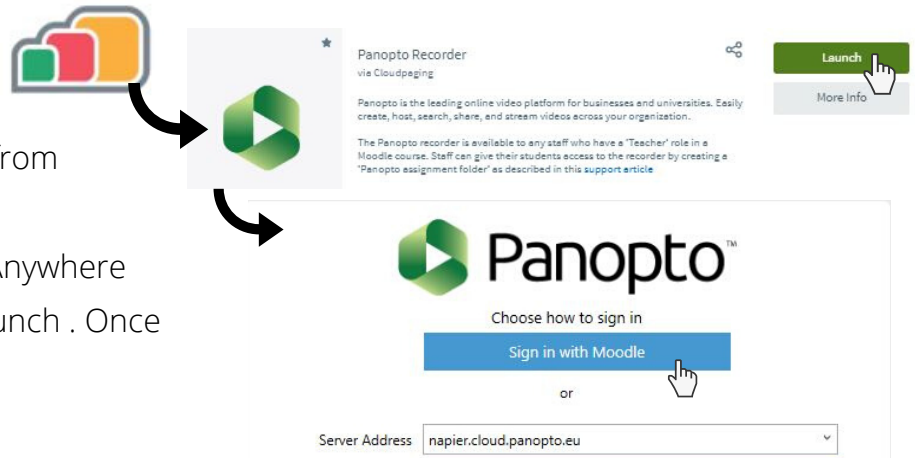 Panopto Recorder
via Cloudpaging
Launch
More Info
Panopto is the leading online video platform for businesses and universities. Easily
create, host, search, share, and stream videos across your organization.
The Panopto recorder is available to any staff who have a 'Teacher' role in a
Moodle course. Staff can give their students access to the recorder by creating a
'Panopto assignment folder' as described in this support article
from
Anywhere
unch . Once
Panopto™
Choose how to sign in
Sign in with Moodle
or
Server Address napier.cloud.panopto.eu